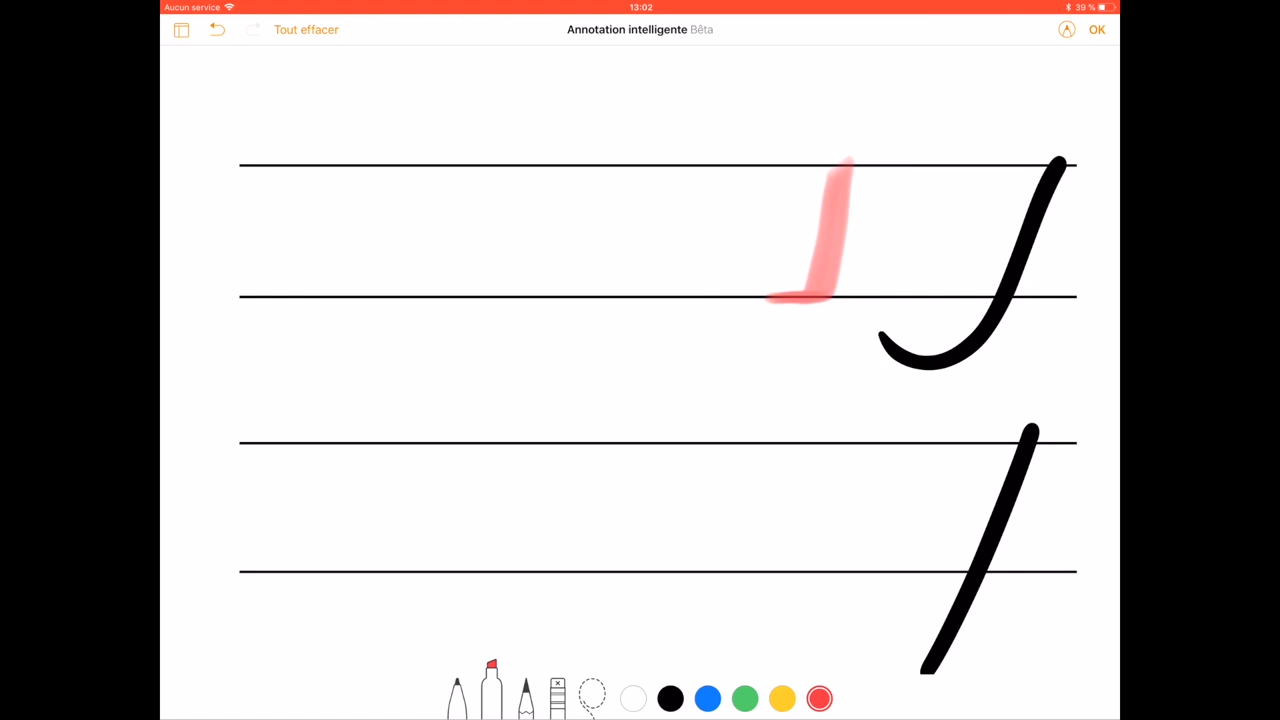 Aucun service 13:02 39 %
Tout effacer Annotation intelligente Bêta OK